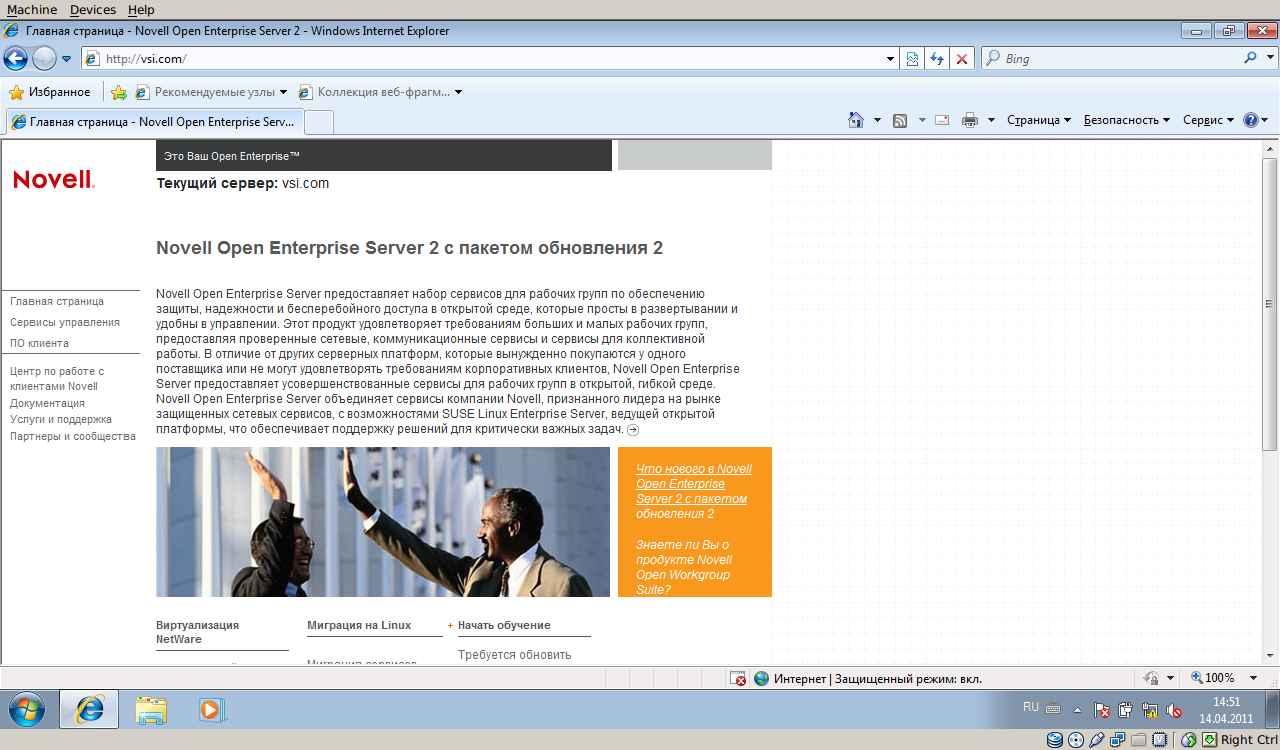 Machine Devices Help
Главная страница - Novell Open Enterprise Server 2 - Windows Internet Explorer
http://vsi.com/
Bing
Избранное
Рекомендуемые узлы
Коллекция веб-фрагм...
Главная страница - Novell Open Enterprise Serv...
Страница
Безопасность
Сервис
Novell.
Это Ваш Open Enterprise™
Текущий сервер: vsi.com
Novell Open Enterprise Server 2 с пакетом обновления 2
Главная страница
Сервисы управления
ПО клиента
Центр по работе с
клиентами Novell
Документация
Услуги и поддержка
Партнеры и сообщества
Novell Open Enterprise Server предоставляет набор сервисов для рабочих групп по обеспечению
защиты, надежности и бесперебойного доступа в открытой среде, которые просты в развертывании и
удобны в управлении. Этот продукт удовлетворяет требованиям больших и малых рабочих групп,
предоставляя проверенные сетевые, коммуникационные сервисы и сервисы для коллективной
работы. В отличие от других серверных платформ, которые вынужденно покупаются у одного
поставщика или не могут удовлетворять требованиям корпоративных клиентов, Novell Open Enterprise
Server предоставляет усовершенствованные сервисы для рабочих групп в открытой, гибкой среде.
Novell Open Enterprise Server объединяет сервисы компании Novell, признанного лидера на рынке
защищенных сетевых сервисов, с возможностями SUSE Linux Enterprise Server, ведущей открытой
платформы, что обеспечивает поддержку решений для критически важных задач.
Что нового в Novell
Open Enterprise
Server 2 с пакетом
обновления 2
Знаете ли Вы о
продукте Novell
Open Workgroup
Suite?
Виртуализация
NetWare
Миграция на Linux
Миграция сервисов
+ Начать обучение
Требуется обновить
Интернет | Защищенный режим: вкл.
100%
RU
14:51
14.04.2011
Right Ctrl